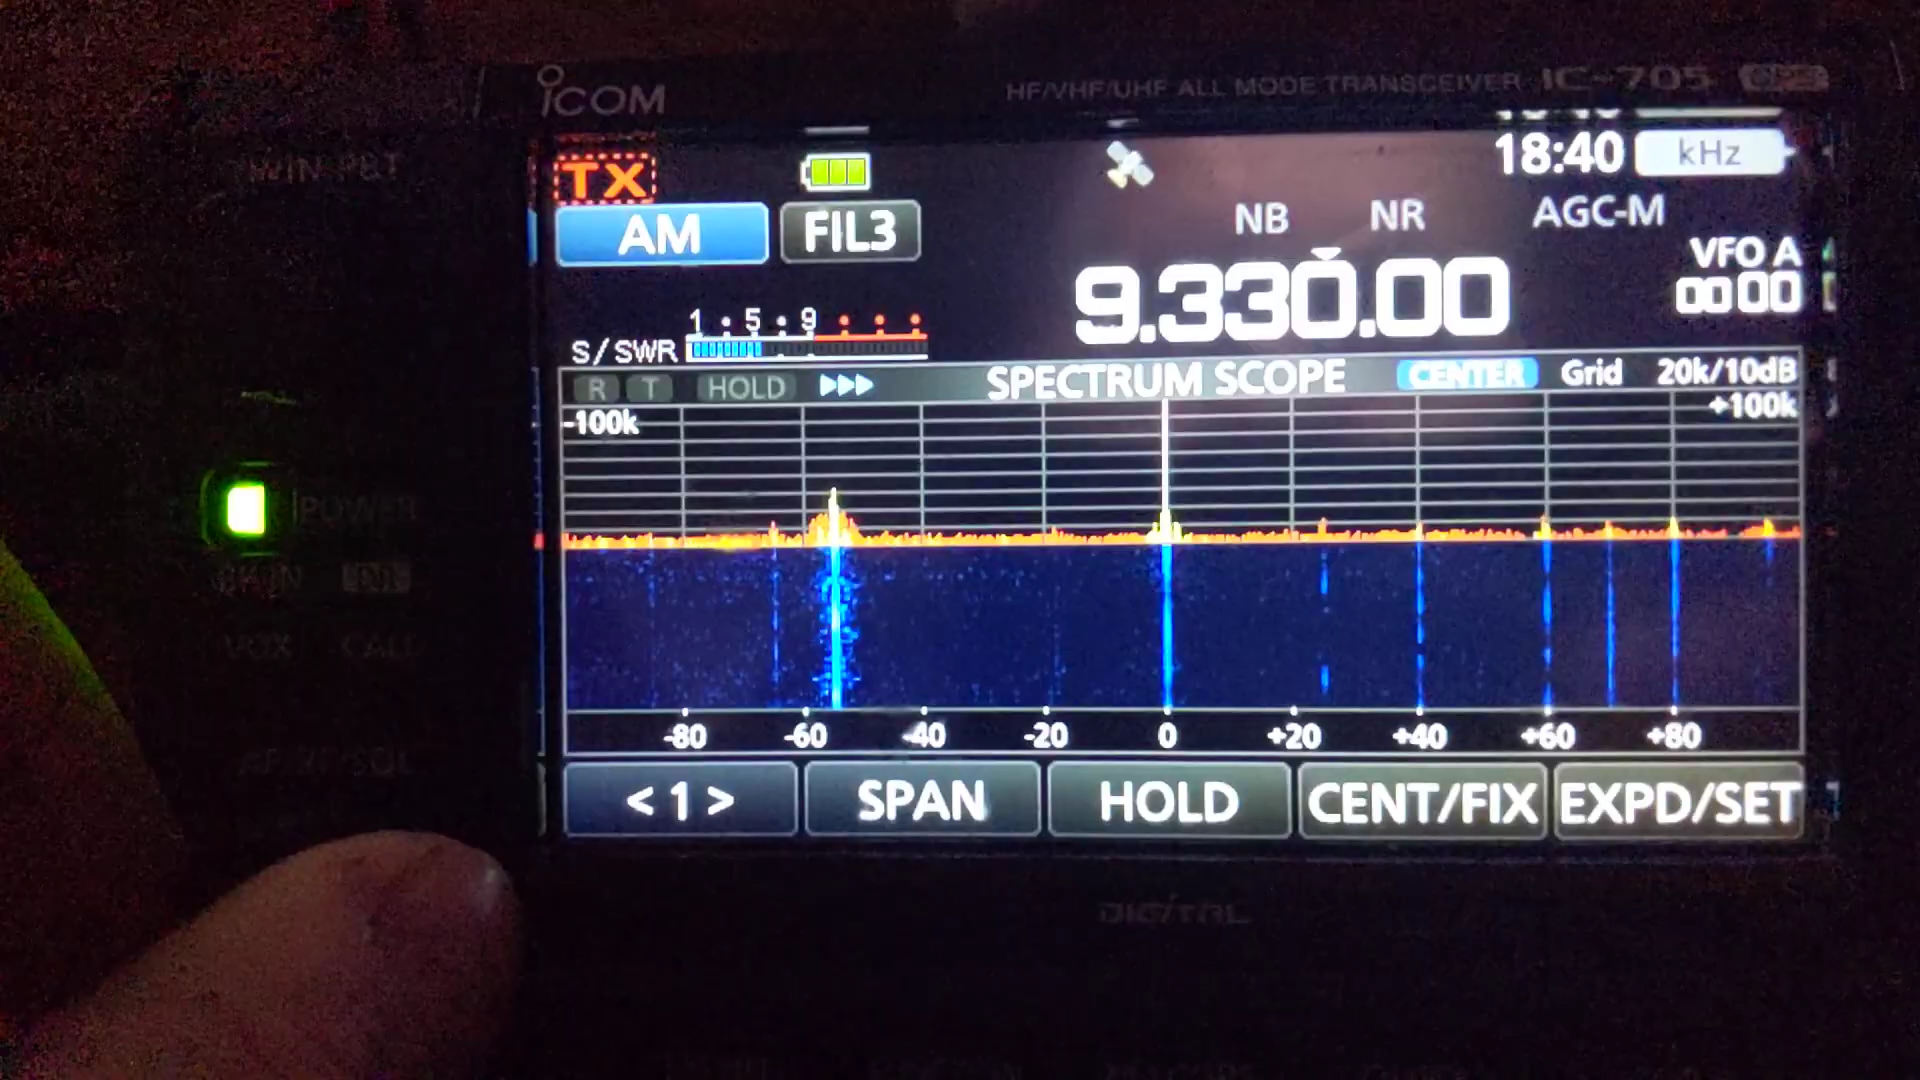 ICOM
HF/VHF/UHF ALL MODE TRANSCEIVER IC-705 GPS
TWIN PBT
TX
18:40 kHz
AM FIL3
NB NR AGC-M
VFO A
9.330.00
0000
1 5 9
S/SWR
R T HOLD SPECTRUM SCOPE CENTER Grid 20k/10dB
-100k +100k
POWER
VOX CALL
-80 -60 -40 -20 0 +20 +40 +60 +80
<1> SPAN HOLD CENT/FIX EXPD/SET
DIGITAL